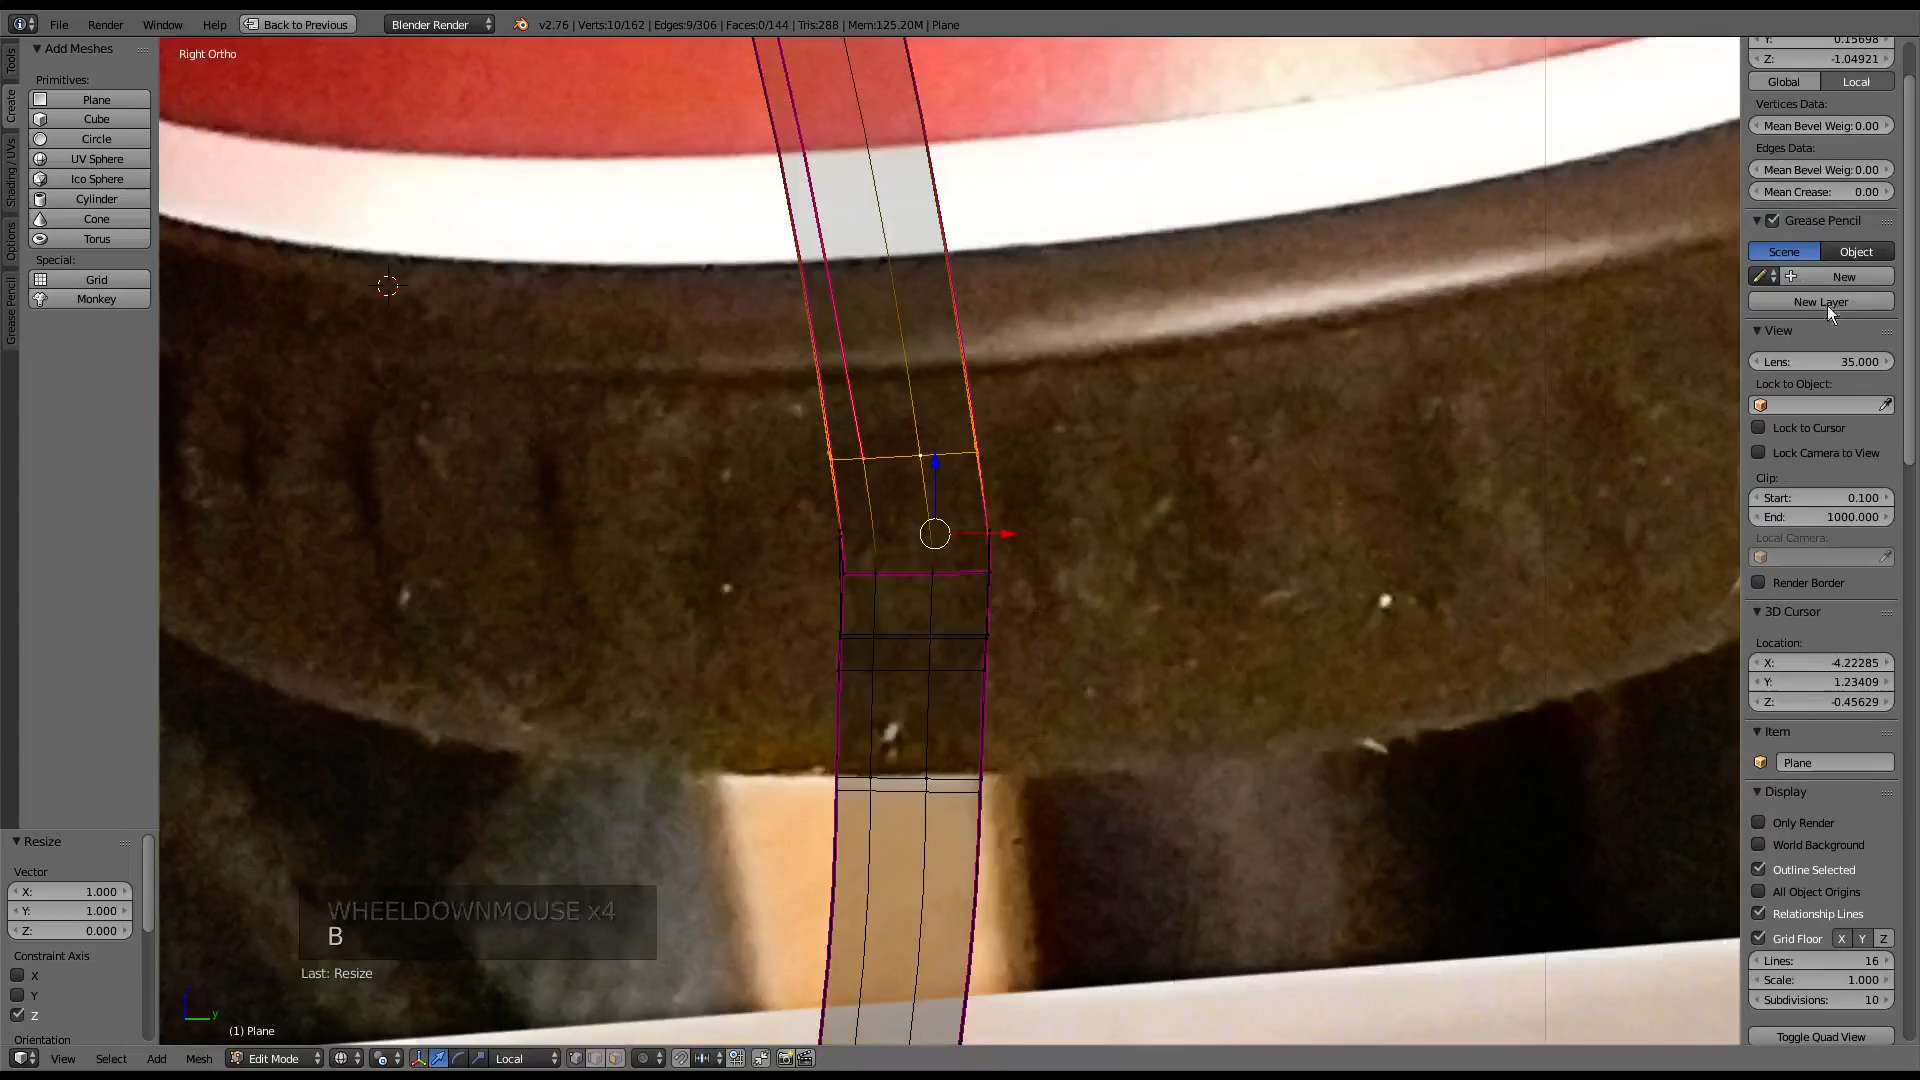 File Render Window Help Back to Previous Blender Render v2.76 | Verts:10/162 | Edges:9/306 | Faces:0/144 | Tris:288 | Mem:125.20M | Plane
Tools
Create
Shading / UVs
Options
Grease Pencil
Add Meshes
Primitives:
Plane
Cube
Circle
UV Sphere
Ico Sphere
Cylinder
Cone
Torus
Special:
Grid
Monkey
Resize
Vector
X: 1.000
Y: 1.000
Z: 0.000
Constraint Axis
X
Y
Z
Orientation
Right Ortho
WHEELDOWNMOUSE x4
B
Last: Resize
y
(1) Plane
Y: 0.15698
Z: -1.04921
Global Local
Vertices Data:
Mean Bevel Weig: 0.00
Edges Data:
Mean Bevel Weig: 0.00
Mean Crease: 0.00
Grease Pencil
Scene Object
New
New Layer
View
Lens: 35.000
Lock to Object:
Lock to Cursor
Lock Camera to View
Clip:
Start: 0.100
End: 1000.000
Local Camera:
Render Border
3D Cursor
Location:
X: -4.22285
Y: 1.23409
Z: -0.45629
Item
Plane
Display
Only Render
World Background
Outline Selected
All Object Origins
Relationship Lines
Grid Floor X Y Z
Lines: 16
Scale: 1.000
Subdivisions: 10
Toggle Quad View
View Select Add Mesh Edit Mode Local